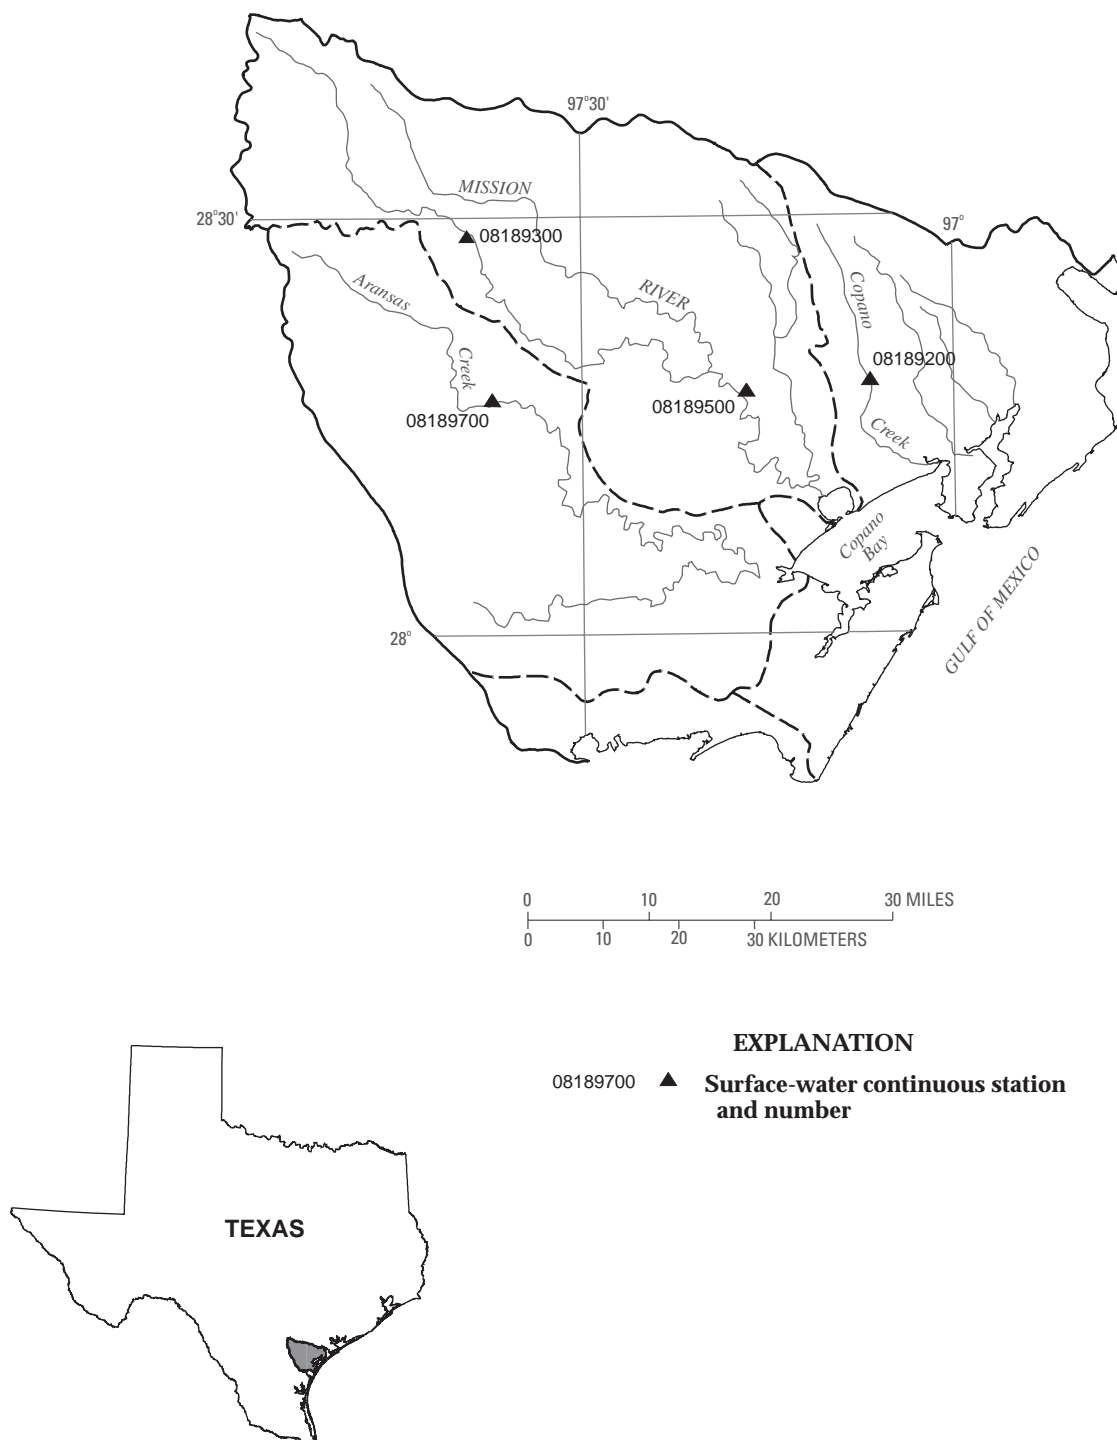 97°30'
MISSION
28°30'
97°
08189300
Aransas
RIVER
Copano
Creek
08189200
08189700
08189500
Creek
Copano
Bay
GULF OF MEXICO
28°
0 10 20 30 MILES
0 10 20 30 KILOMETERS
EXPLANATION
08189700 Surface-water continuous station
and number
TEXAS